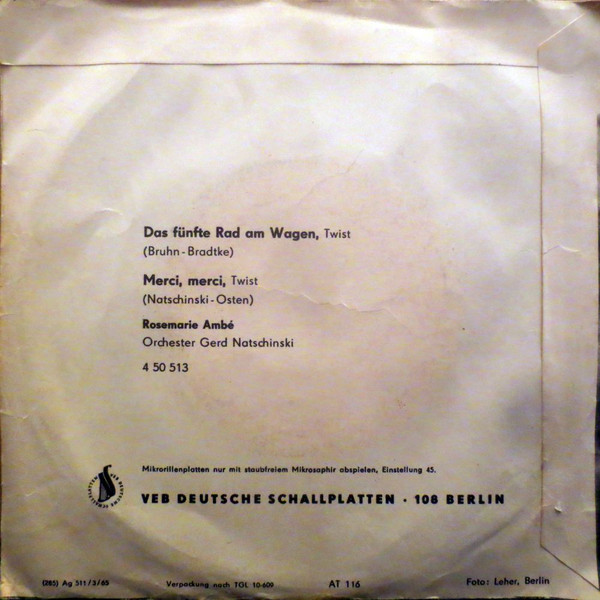 Das fünfte Rad am Wagen, Twist
(Bruhn-Bradtke)
Merci, merci, Twist
(Natschinski-Osten)
Rosemarie Ambé
Orchester Gerd Natschinski
4 50 513
Mikrorillenplatten nur mit staubfreiem Mikrosaphir abspielen, Einstellung 45.
VEB DEUTSCHE SCHALLPLATTEN · 108 BERLIN
(285) Ag 511/3/65 Verpackung nach TGL 10-609 AT 116 Foto: Leher, Berlin